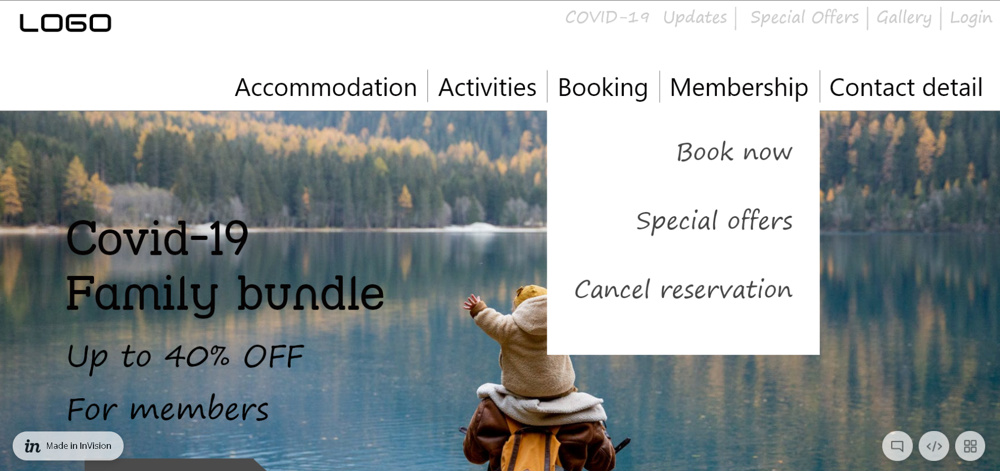 LOGO
COVID-19 Updates | Special Offers | Gallery | Login
Accommodation | Activities | Booking | Membership | Contact detail
Book now
Special offers
Cancel reservation
Covid-19
Family bundle
Up to 40% OFF
For members
in Made in InVision